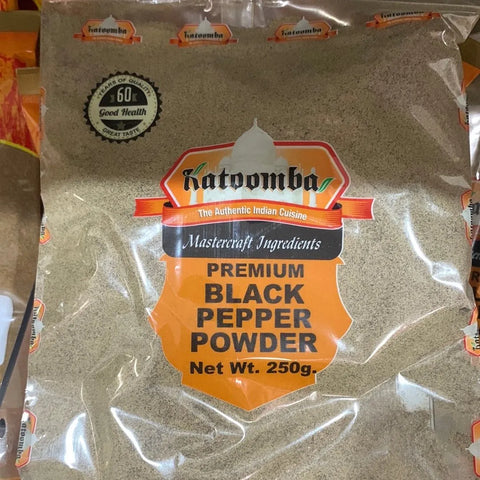 Katoomba Katoomba Katoomba Katoomba
YEARS OF QUALITY
60
Good Health
GREAT TASTE
Katoomba
The Authentic Indian Cuisine
Mastercraft Ingredients
PREMIUM
BLACK
PEPPER
POWDER
Net Wt. 250g.